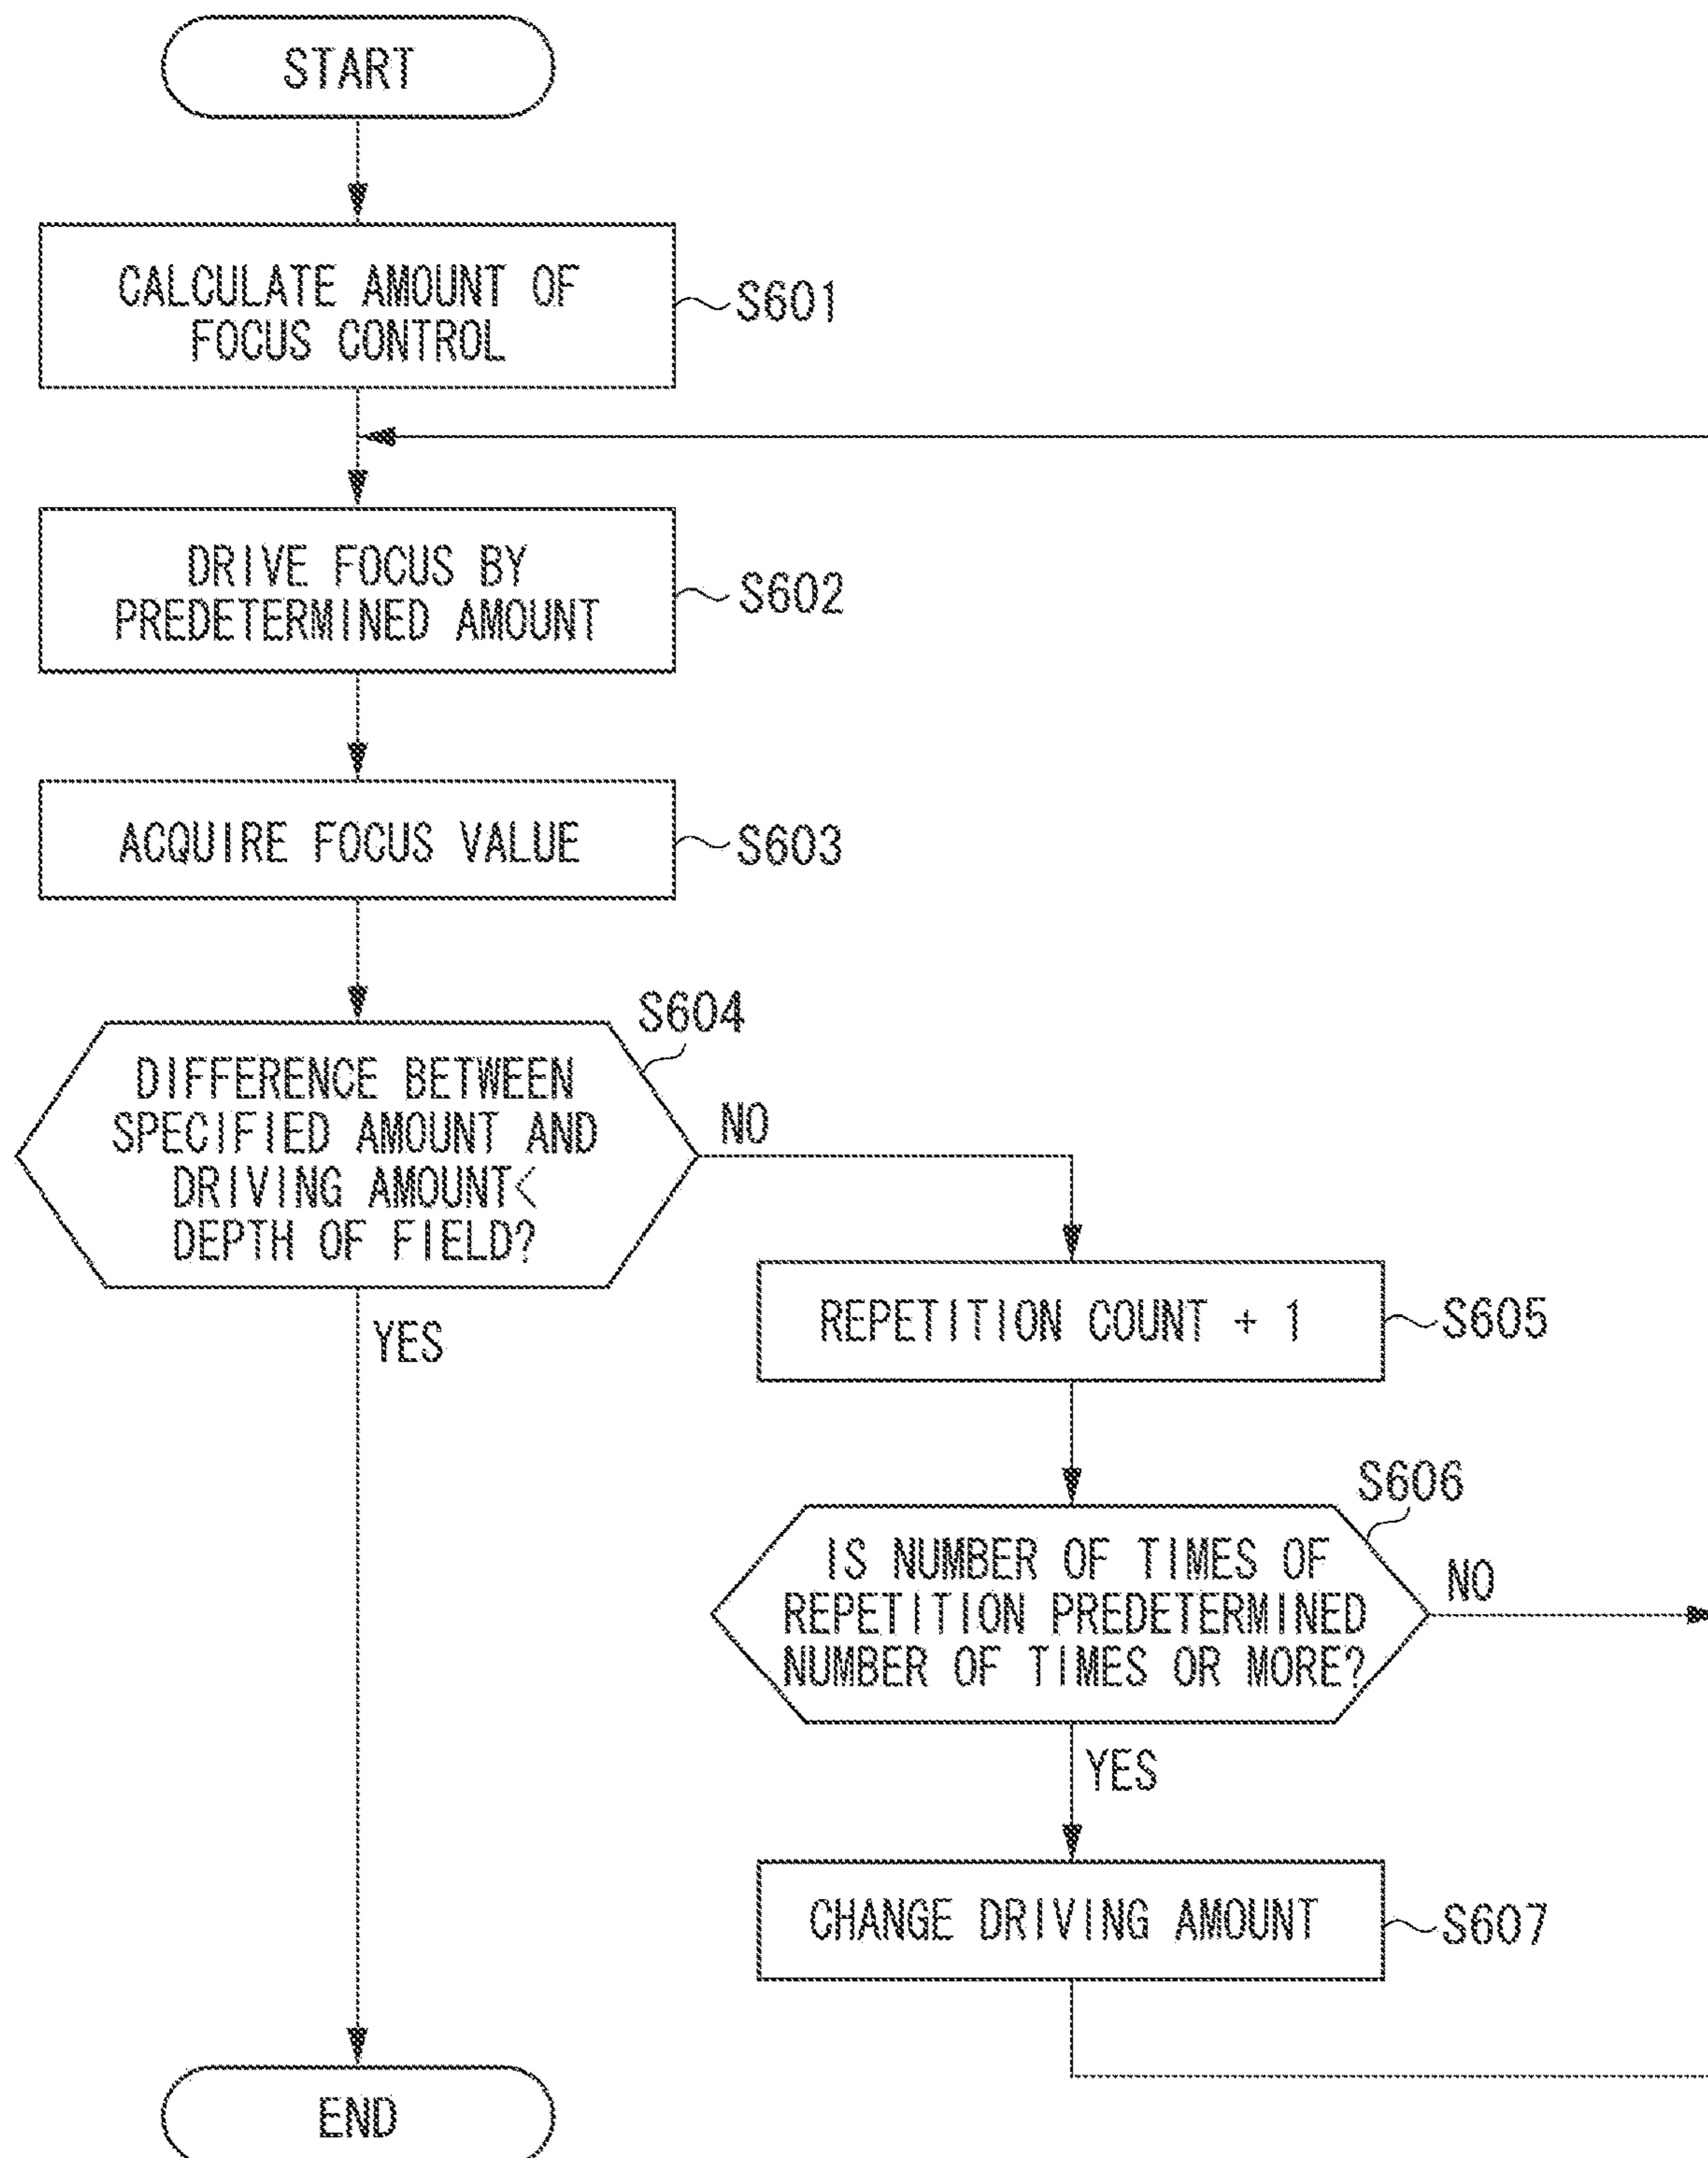 START
CALCULATE AMOUNT OF
FOCUS CONTROL
S601
DRIVE FOCUS BY
PREDETERMINED AMOUNT
S602
ACQUIRE FOCUS VALUE
S603
S604
DIFFERENCE BETWEEN
SPECIFIED AMOUNT AND
DRIVING AMOUNT<
DEPTH OF FIELD?
NO
YES
REPETITION COUNT + 1
S605
S606
IS NUMBER OF TIMES OF
REPETITION PREDETERMINED
NUMBER OF TIMES OR MORE?
NO
YES
CHANGE DRIVING AMOUNT
S607
END